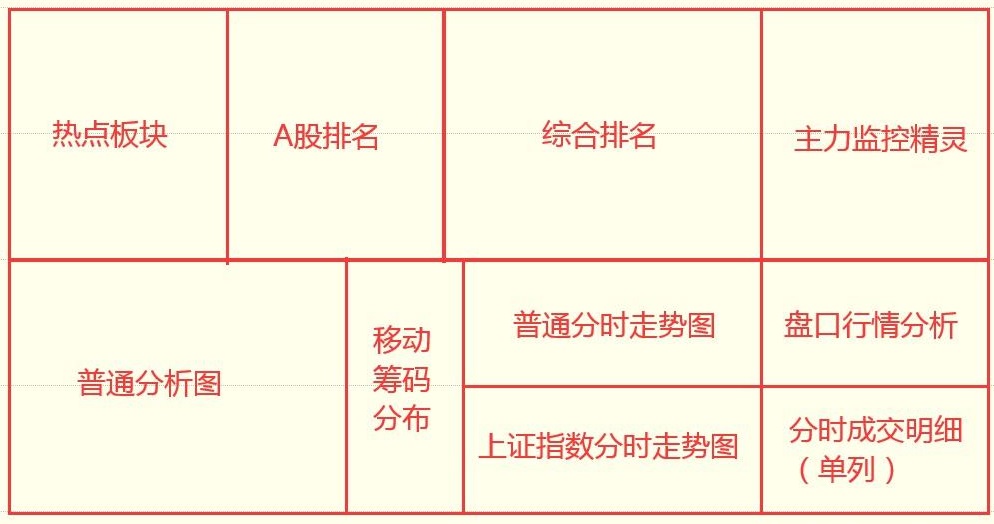 热点板块
A股排名
综合排名
主力监控精灵
普通分析图
移动
筹码
分布
普通分时走势图
盘口行情分析
上证指数分时走势图
分时成交明细
（单列）